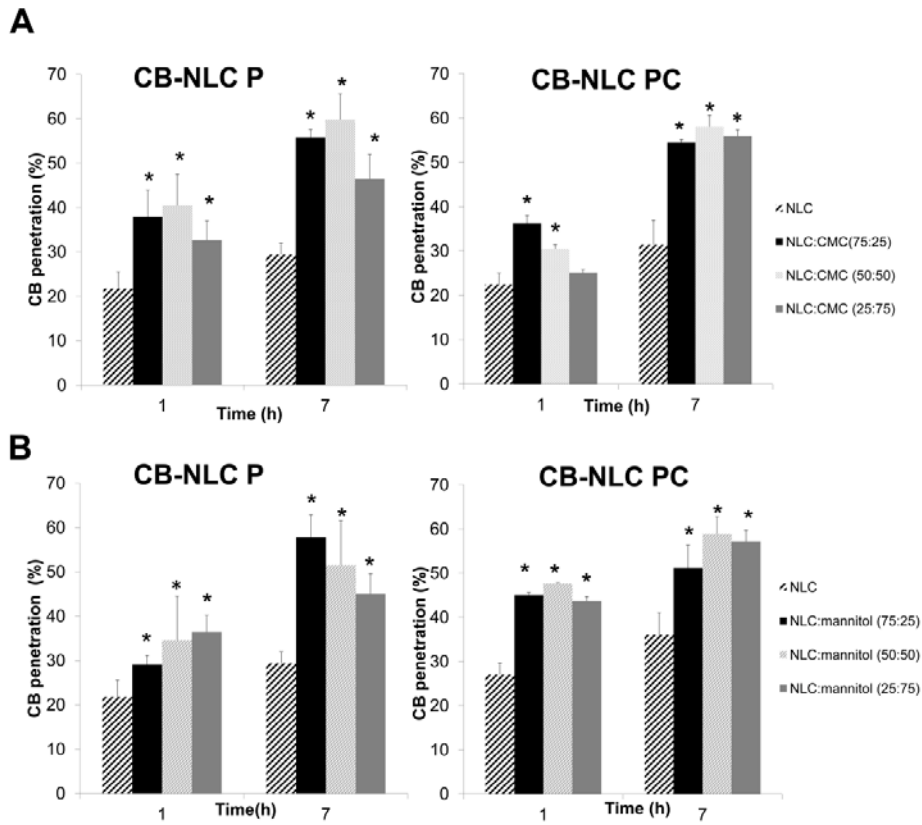 A
CB-NLC P
CB penetration (%)
70
60
50
40
30
20
10
0
* * * * * *
1
7
Time (h)
CB-NLC PC
CB penetration (%)
70
60
50
40
30
20
10
0
* * * * *
1
7
Time (h)
NLC
NLC:CMC(75:25)
NLC:CMC (50:50)
NLC:CMC (25:75)
B
CB-NLC P
CB penetration (%)
70
60
50
40
30
20
10
0
* * * * * *
1
7
Time(h)
CB-NLC PC
CB penetration (%)
70
60
50
40
30
20
10
0
* * * * * *
1
7
Time (h)
NLC
NLC:mannitol (75:25)
NLC:mannitol (50:50)
NLC:mannitol (25:75)